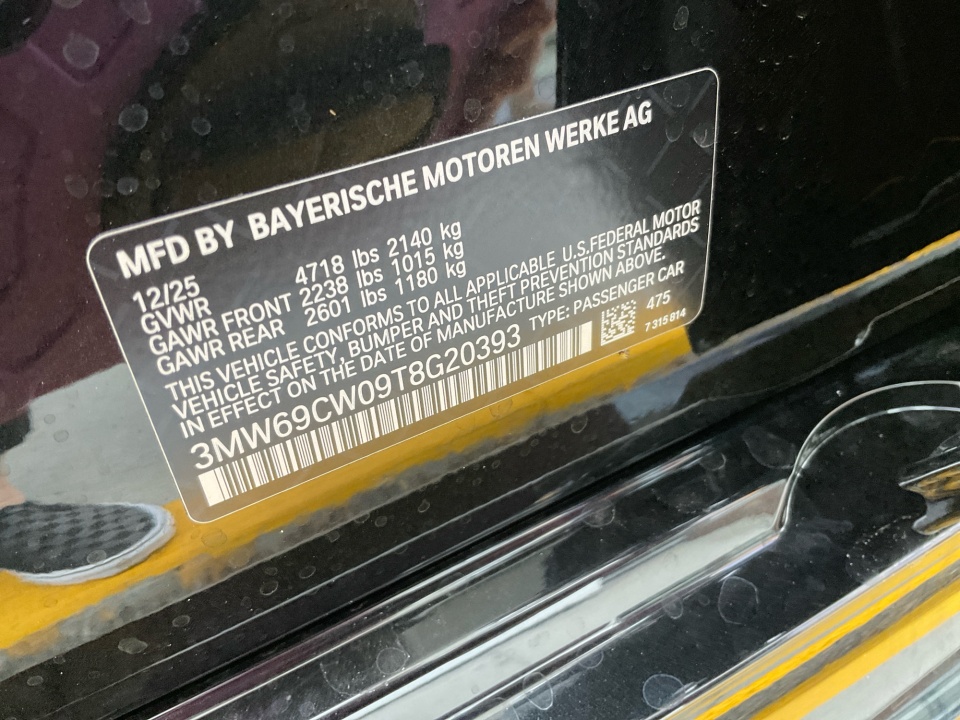 MFD BY BAYERISCHE MOTOREN WERKE AG
12/25
GVWR 4718 lbs 2140 kg
GAWR FRONT 2238 lbs 1015 kg
GAWR REAR 2601 lbs 1180 kg
THIS VEHICLE CONFORMS TO ALL APPLICABLE U.S.FEDERAL MOTOR
VEHICLE SAFETY, BUMPER AND THEFT PREVENTION STANDARDS
IN EFFECT ON THE DATE OF MANUFACTURE SHOWN ABOVE.
3MW69CW09T8G20393 TYPE: PASSENGER CAR
475
7 315 814